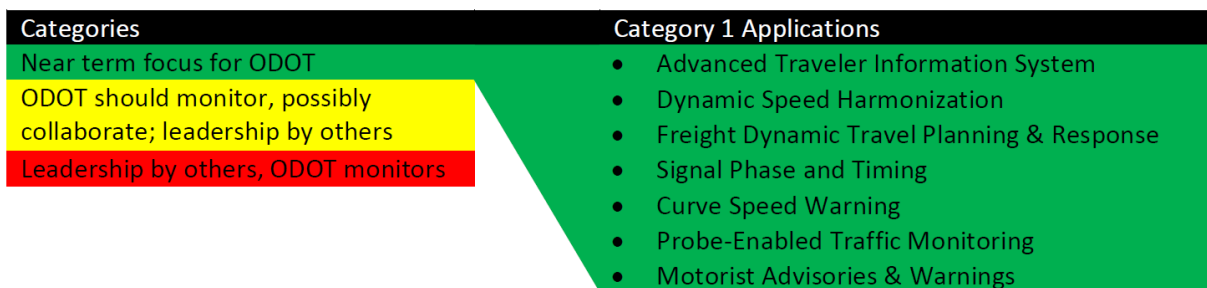 Categories
Near term focus for ODOT
ODOT should monitor, possibly
collaborate; leadership by others
Leadership by others, ODOT monitors
Category 1 Applications
• Advanced Traveler Information System
• Dynamic Speed Harmonization
• Freight Dynamic Travel Planning & Response
• Signal Phase and Timing
• Curve Speed Warning
• Probe-Enabled Traffic Monitoring
• Motorist Advisories & Warnings